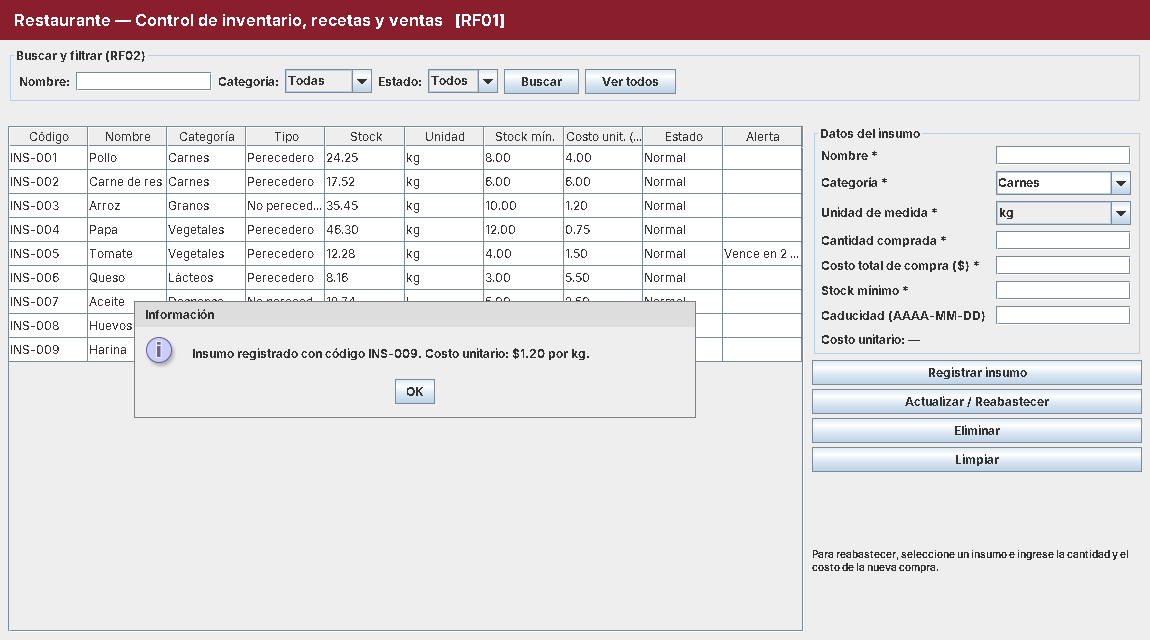 Restaurante — Control de inventario, recetas y ventas [RF01]
Buscar y filtrar (RF02)
Nombre: Categoría: Todas Estado: Todos Buscar Ver todos
Código Nombre Categoría Tipo Stock Unidad Stock mín. Costo unit. (... Estado Alerta
INS-001 Pollo Carnes Perecedero 24.25 kg 8.00 4.00 Normal
INS-002 Carne de res Carnes Perecedero 17.52 kg 6.00 6.00 Normal
INS-003 Arroz Granos No pereced... 35.45 kg 10.00 1.20 Normal
INS-004 Papa Vegetales Perecedero 46.30 kg 12.00 0.75 Normal
INS-005 Tomate Vegetales Perecedero 12.28 kg 4.00 1.50 Normal Vence en 2 ...
INS-006 Queso Lácteos Perecedero 8.16 kg 3.00 5.50 Normal
INS-007 Aceite Normal
INS-008 Huevos
INS-009 Harina
Información
Insumo registrado con código INS-009. Costo unitario: $1.20 por kg.
OK
Datos del insumo
Nombre *
Categoría * Carnes
Unidad de medida * kg
Cantidad comprada *
Costo total de compra ($) *
Stock mínimo *
Caducidad (AAAA-MM-DD)
Costo unitario: —
Registrar insumo
Actualizar / Reabastecer
Eliminar
Limpiar
Para reabastecer, seleccione un insumo e ingrese la cantidad y el
costo de la nueva compra.